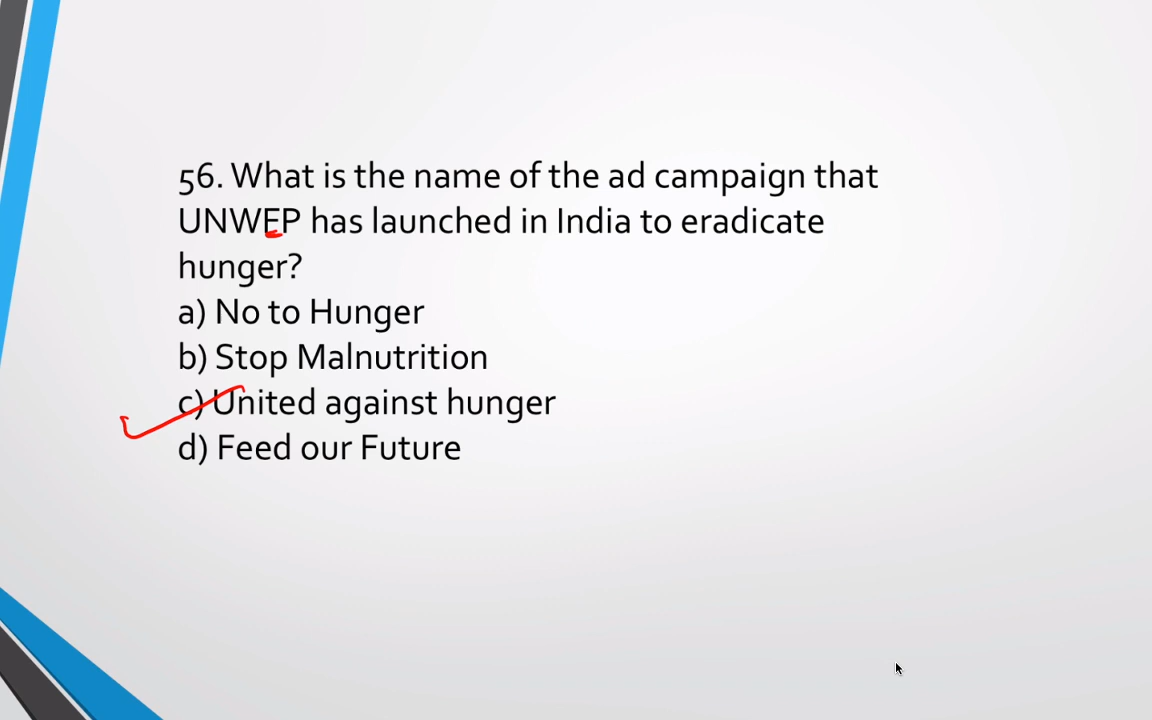 56. What is the name of the ad campaign that
UNWFP has launched in India to eradicate
hunger?
a) No to Hunger
b) Stop Malnutrition
c) United against hunger
d) Feed our Future